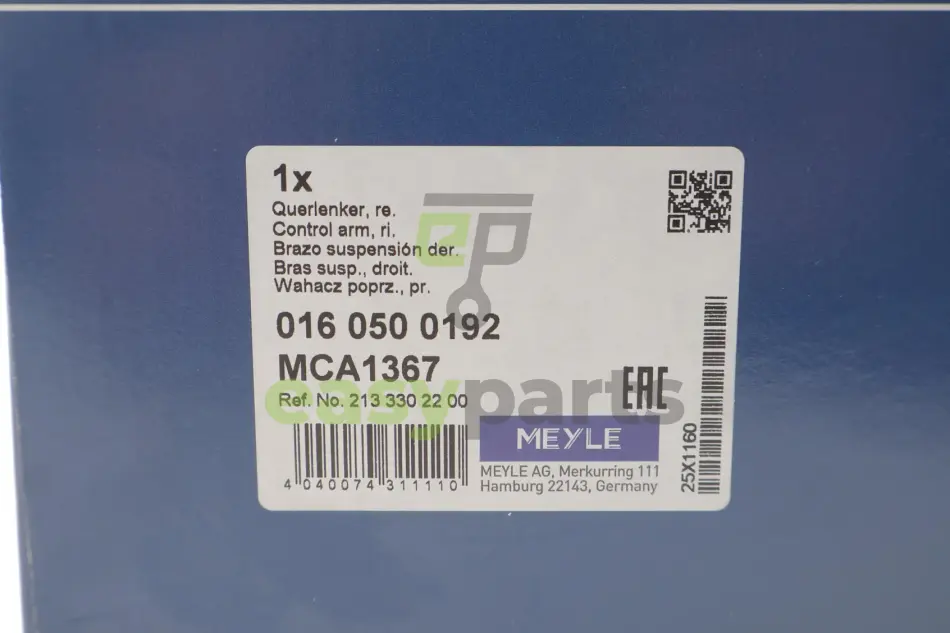 1x
Querlenker, re.
Control arm, ri.
Brazo suspensión der.
Bras susp., droit.
Wahacz poprz., pr.
ep
016 050 0192
MCA1367
easyparts
Ref. No. 213 330 22 00
EAC
MEYLE
MEYLE AG, Merkurring 111
Hamburg 22143, Germany
4 040074 311110
25X1160